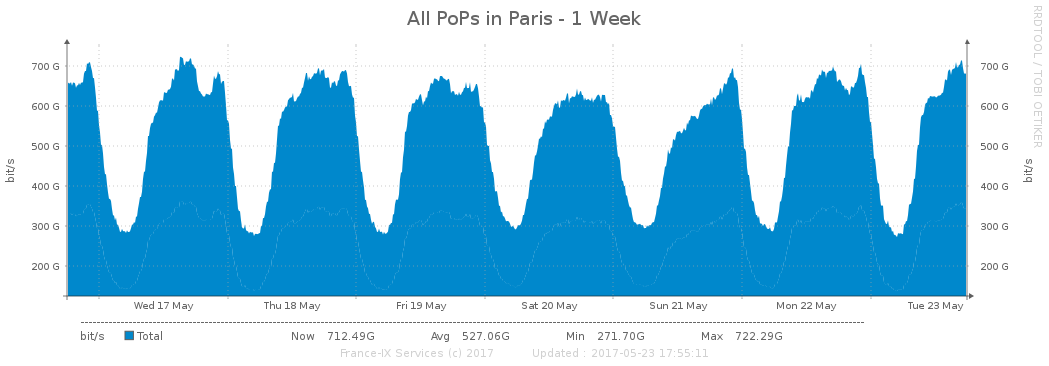 All PoPs in Paris - 1 Week
RRDTOOL / TOBI OETIKER
bit/s
700 G 700 G
600 G 600 G
500 G 500 G
400 G 400 G
300 G 300 G
200 G 200 G
bit/s
Wed 17 May Thu 18 May Fri 19 May Sat 20 May Sun 21 May Mon 22 May Tue 23 May
bit/s Total Now 712.49G Avg 527.06G Min 271.70G Max 722.29G
France-IX Services (c) 2017 Updated : 2017-05-23 17:55:11